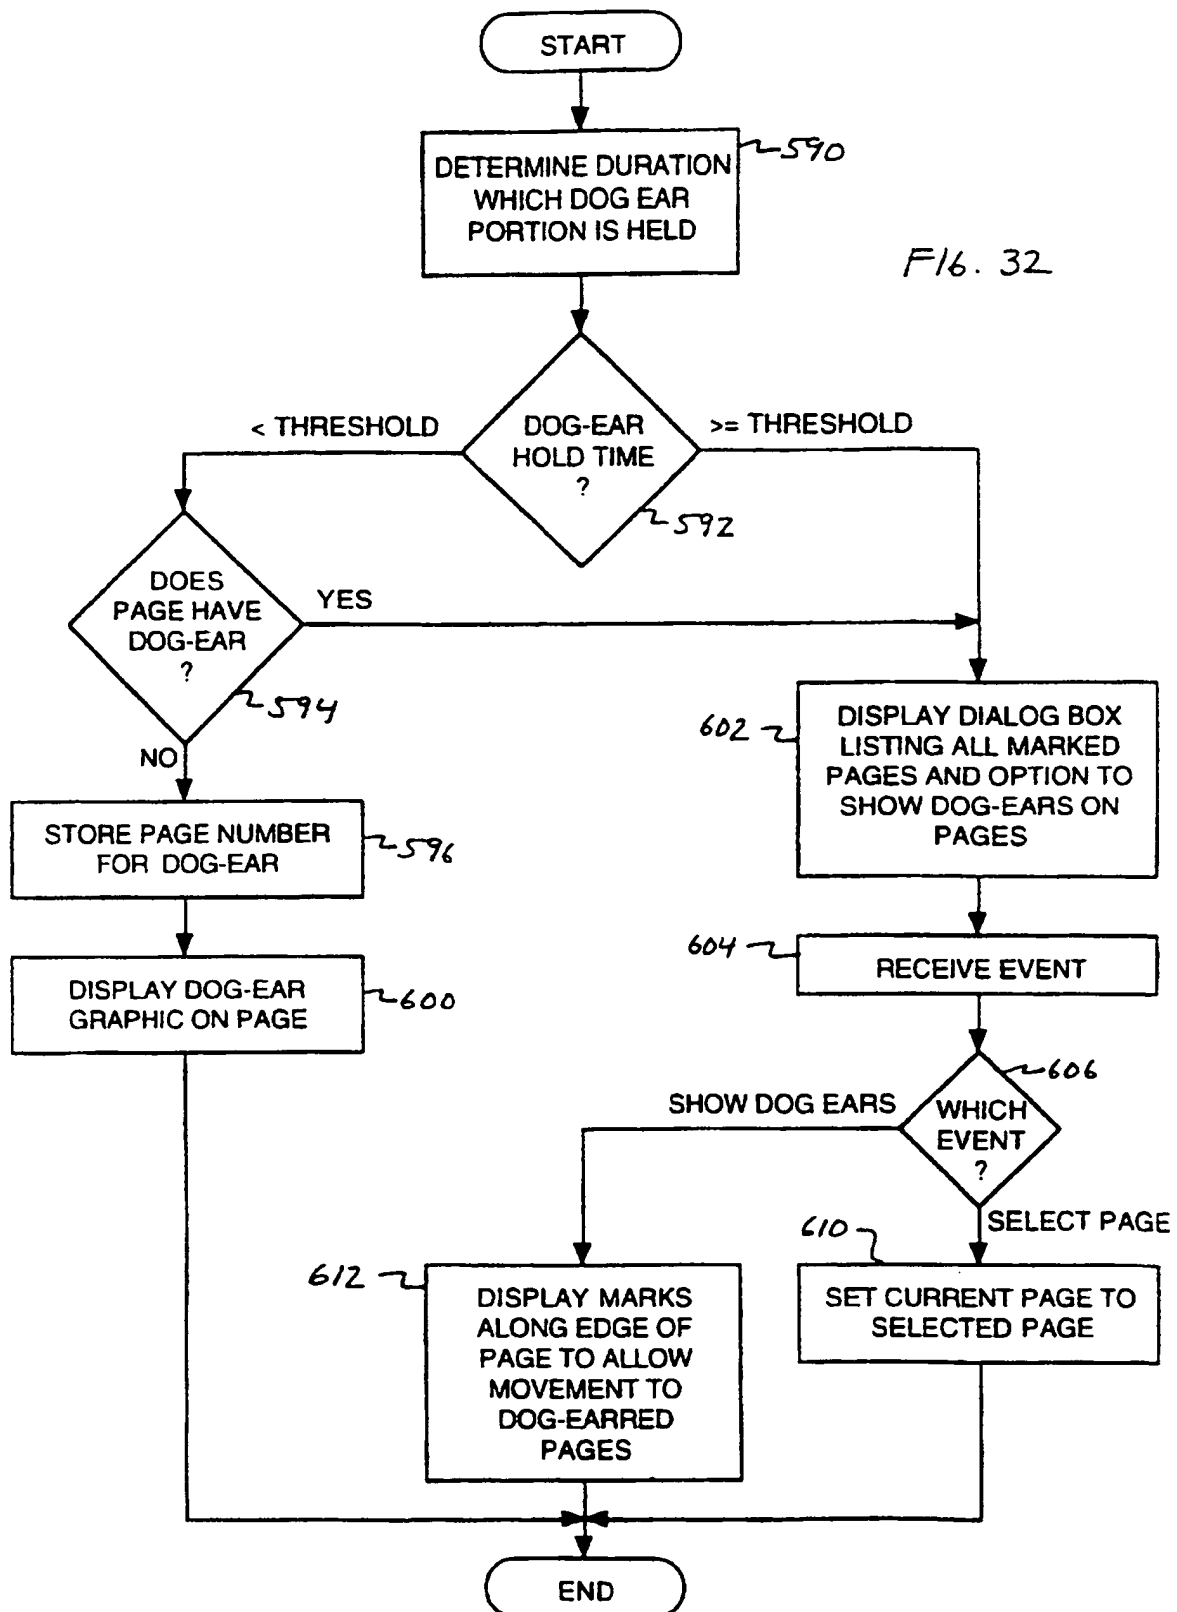 START
DETERMINE DURATION
WHICH DOG EAR
PORTION IS HELD
590
FIG. 32
DOG-EAR
HOLD TIME
?
592
< THRESHOLD
>= THRESHOLD
DOES
PAGE HAVE
DOG-EAR
?
594
YES
NO
STORE PAGE NUMBER
FOR DOG-EAR
596
DISPLAY DOG-EAR
GRAPHIC ON PAGE
600
602
DISPLAY DIALOG BOX
LISTING ALL MARKED
PAGES AND OPTION TO
SHOW DOG-EARS ON
PAGES
604
RECEIVE EVENT
606
WHICH
EVENT
?
SHOW DOG EARS
SELECT PAGE
610
SET CURRENT PAGE TO
SELECTED PAGE
612
DISPLAY MARKS
ALONG EDGE OF
PAGE TO ALLOW
MOVEMENT TO
DOG-EARRED
PAGES
END